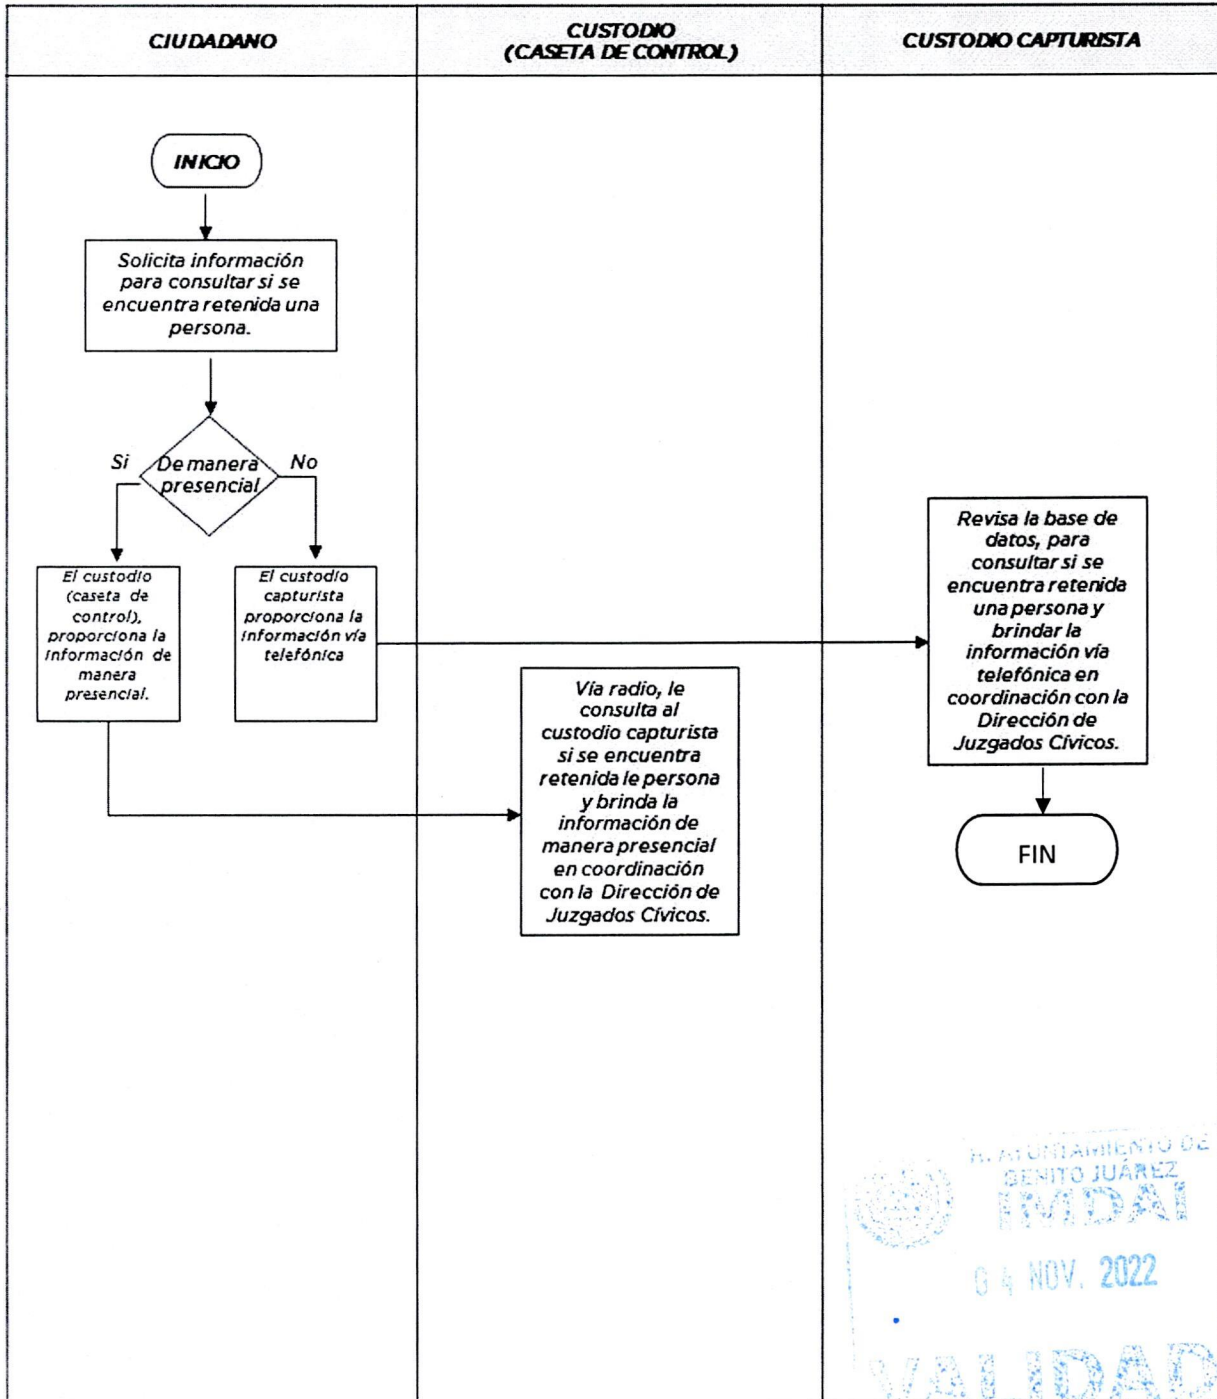 CIUDADANO
CUSTODIO
(CASETA DE CONTROL)
CUSTODIO CAPTURISTA
INICIO
Solicita información
para consultar si se
encuentra retenida una
persona.
De manera
presencial
Si
No
El custodio
(caseta de
control),
proporciona la
información de
manera
presencial.
El custodio
capturista
proporciona la
información vía
telefónica
Vía radio, le
consulta al
custodio capturista
si se encuentra
retenida le persona
y brinda la
información de
manera presencial
en coordinación
con la Dirección de
Juzgados Cívicos.
Revisa la base de
datos, para
consultar si se
encuentra retenida
una persona y
brindar la
información vía
telefónica en
coordinación con la
Dirección de
Juzgados Cívicos.
FIN
H. AYUNTAMIENTO DE
BENITO JUÁREZ
IMDAI
04 NOV. 2022
VALIDAD